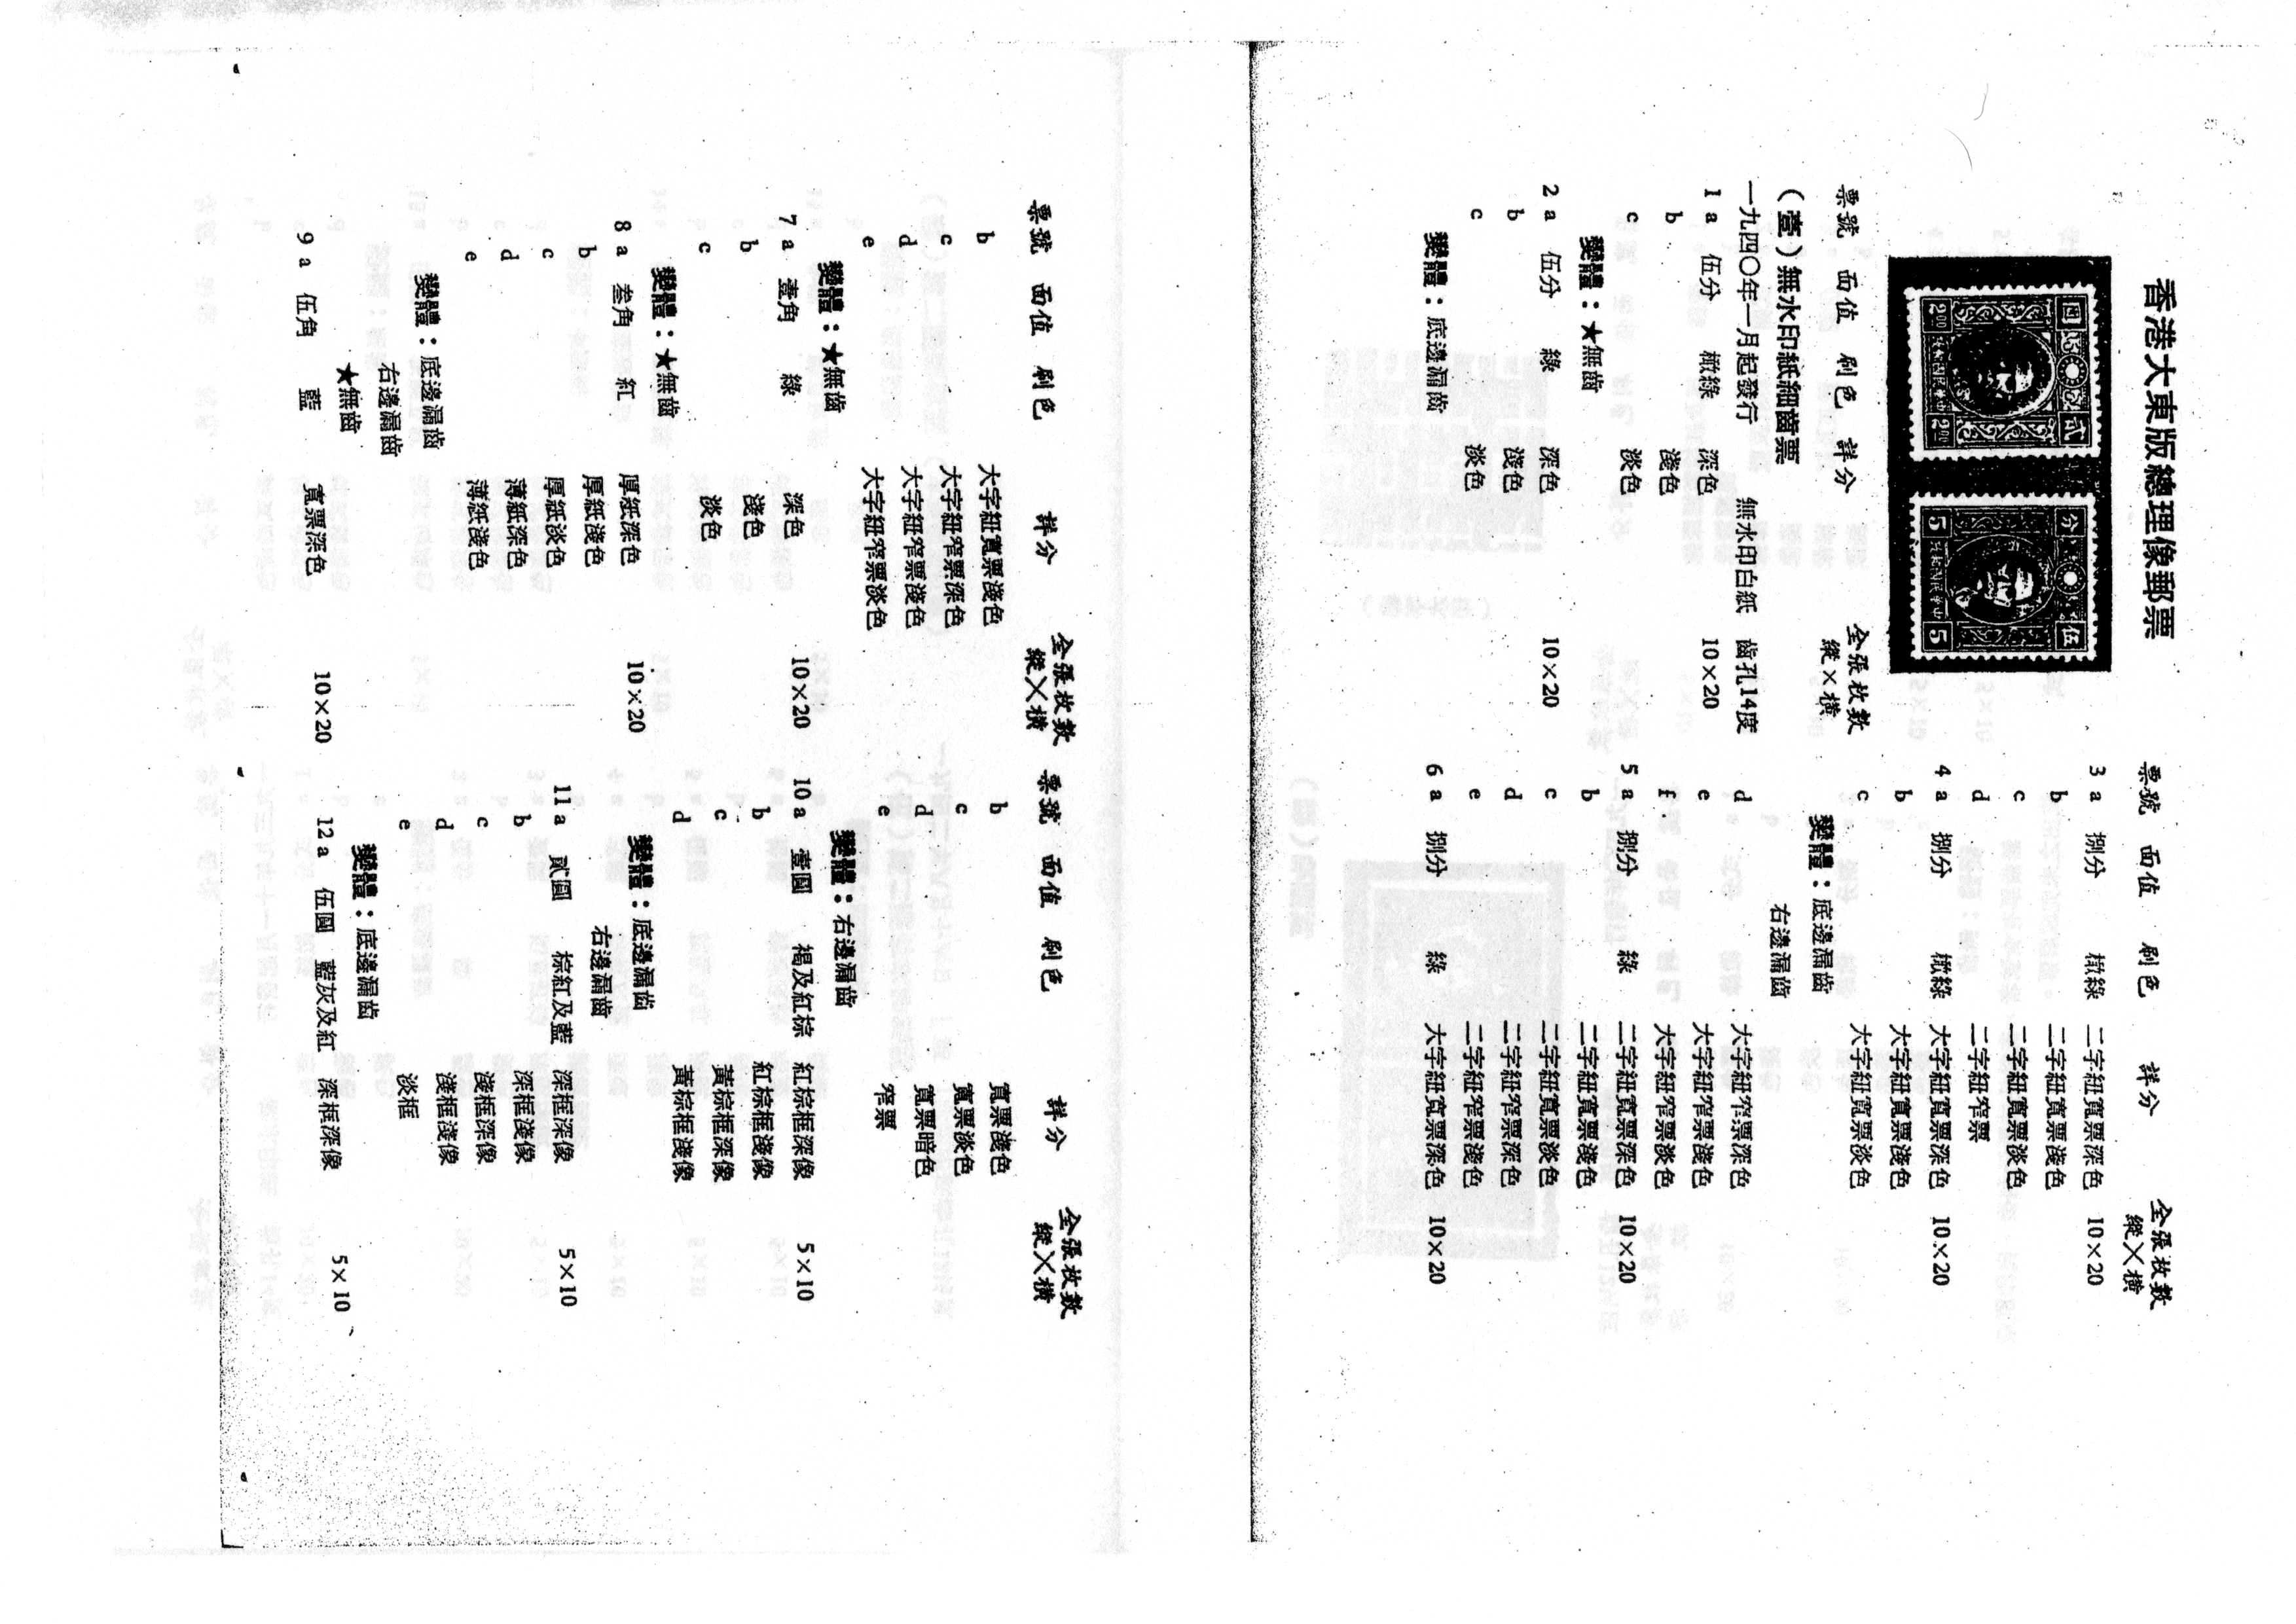 香港大東版總理像郵票
票號 面值 刷色 詳分 全張枚數
縱×橫
(壹)無水印紙細齒票
一九四〇年一月起發行 無水印白紙 齒孔14度
1 a 伍分 橄綠 深色 10×20
b 淺色
c 淡色
變體：★無齒
2 a 伍分 綠 深色 10×20
b 淺色
c 淡色
變體：底邊漏齒
票號 面值 刷色 詳分 全張枚數
縱×橫
3 a 捌分 橄綠 二字紐寬票深色 10×20
b 二字紐寬票淺色
c 二字紐寬票淡色
d 二字紐窄票
4 a 捌分 橄綠 大字紐寬票深色 10×20
b 大字紐寬票淺色
c 大字紐寬票淡色
變體：底邊漏齒
右邊漏齒
d 大字紐窄票深色
e 大字紐窄票淺色
f 大字紐窄票淡色
5 a 捌分 綠 二字紐寬票深色 10×20
b 二字紐寬票淺色
c 二字紐寬票淡色
d 二字紐窄票深色
e 二字紐窄票淺色
6 a 捌分 綠 大字紐寬票深色 10×20
票號 面值 刷色 詳分 全張枚數
縱×橫
b 大字紐寬票淺色
c 大字紐窄票深色
d 大字紐窄票淺色
e 大字紐窄票淡色
變體：★無齒
7 a 壹角 綠 深色 10×20
b 淺色
c 淡色
變體：★無齒
8 a 叁角 紅 厚紙深色 10×20
b 厚紙淺色
c 厚紙淡色
d 薄紙深色
e 薄紙淺色
變體：底邊漏齒
右邊漏齒
★無齒
9 a 伍角 藍 寬票深色 10×20
票號 面值 刷色 詳分 全張枚數
縱×橫
b 寬票淺色
c 寬票淡色
d 寬票暗色
e 窄票
變體：右邊漏齒
10 a 壹圓 褐及紅棕 紅棕框深像 5×10
b 紅棕框淺像
c 黃棕框深像
d 黃棕框淺像
變體：底邊漏齒
右邊漏齒
11 a 貳圓 棕紅及藍 深框深像 5×10
b 深框淺像
c 淺框深像
d 淺框淺像
e 淡框
變體：底邊漏齒
12 a 伍圓 藍灰及紅 深框深像 5×10